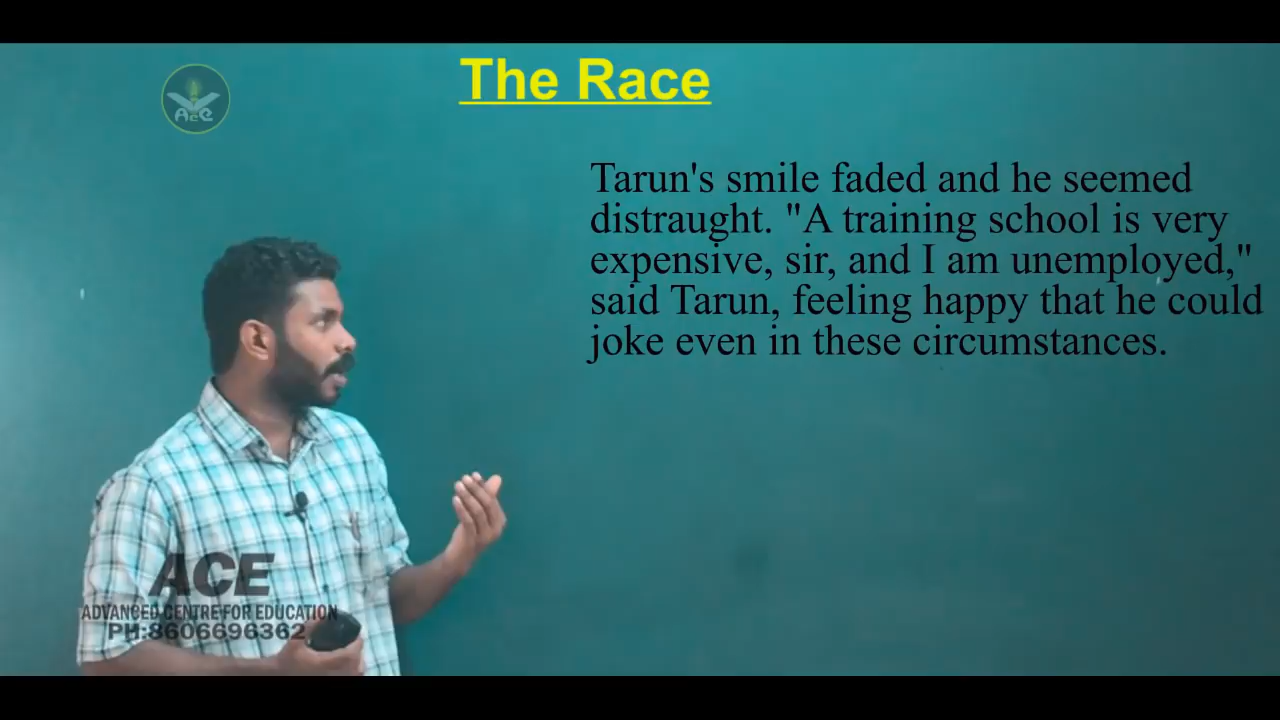 The Race
AcE
Tarun's smile faded and he seemed
distraught. "A training school is very
expensive, sir, and I am unemployed,"
said Tarun, feeling happy that he could
joke even in these circumstances.
ACE
ADVANCED CENTRE FOR EDUCATION
PH:8606696362